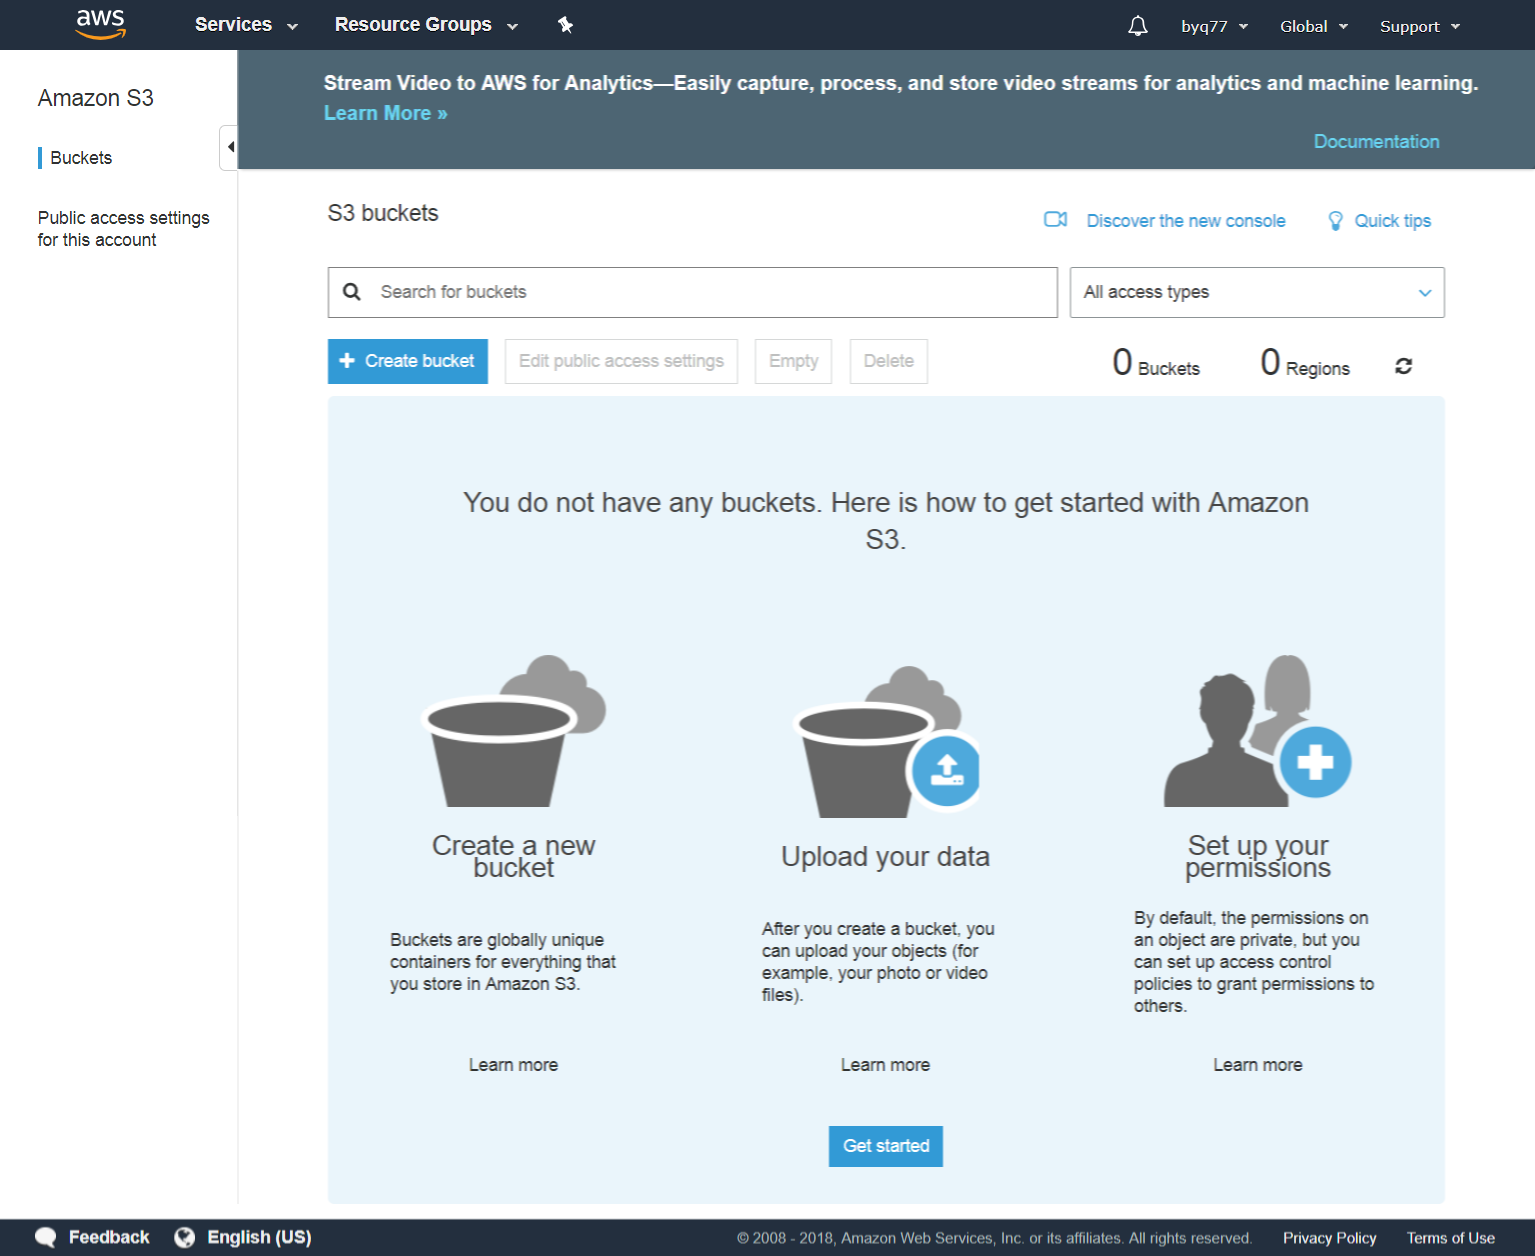 aws
Services
Resource Groups
byq77
Global
Support
Amazon S3
Buckets
Public access settings
for this account
Stream Video to AWS for Analytics—Easily capture, process, and store video streams for analytics and machine learning.
Learn More »
Documentation
S3 buckets
Discover the new console
Quick tips
Search for buckets
All access types
Create bucket
Edit public access settings
Empty
Delete
0 Buckets
0 Regions
You do not have any buckets. Here is how to get started with Amazon
S3.
Create a new
bucket
Buckets are globally unique
containers for everything that
you store in Amazon S3.
Learn more
Upload your data
After you create a bucket, you
can upload your objects (for
example, your photo or video
files).
Learn more
Set up your
permissions
By default, the permissions on
an object are private, but you
can set up access control
policies to grant permissions to
others.
Learn more
Get started
Feedback
English (US)
© 2008 - 2018, Amazon Web Services, Inc. or its affiliates. All rights reserved.
Privacy Policy
Terms of Use